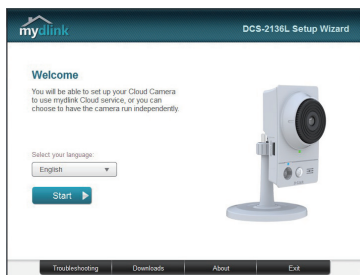 mydlink
DCS-2136L Setup Wizard
Welcome
You will be able to set up your Cloud Camera
to use mydlink Cloud service, or you can
choose to have the camera run independently.
Select your language:
English
Start
Troubleshooting
Downloads
About
Exit